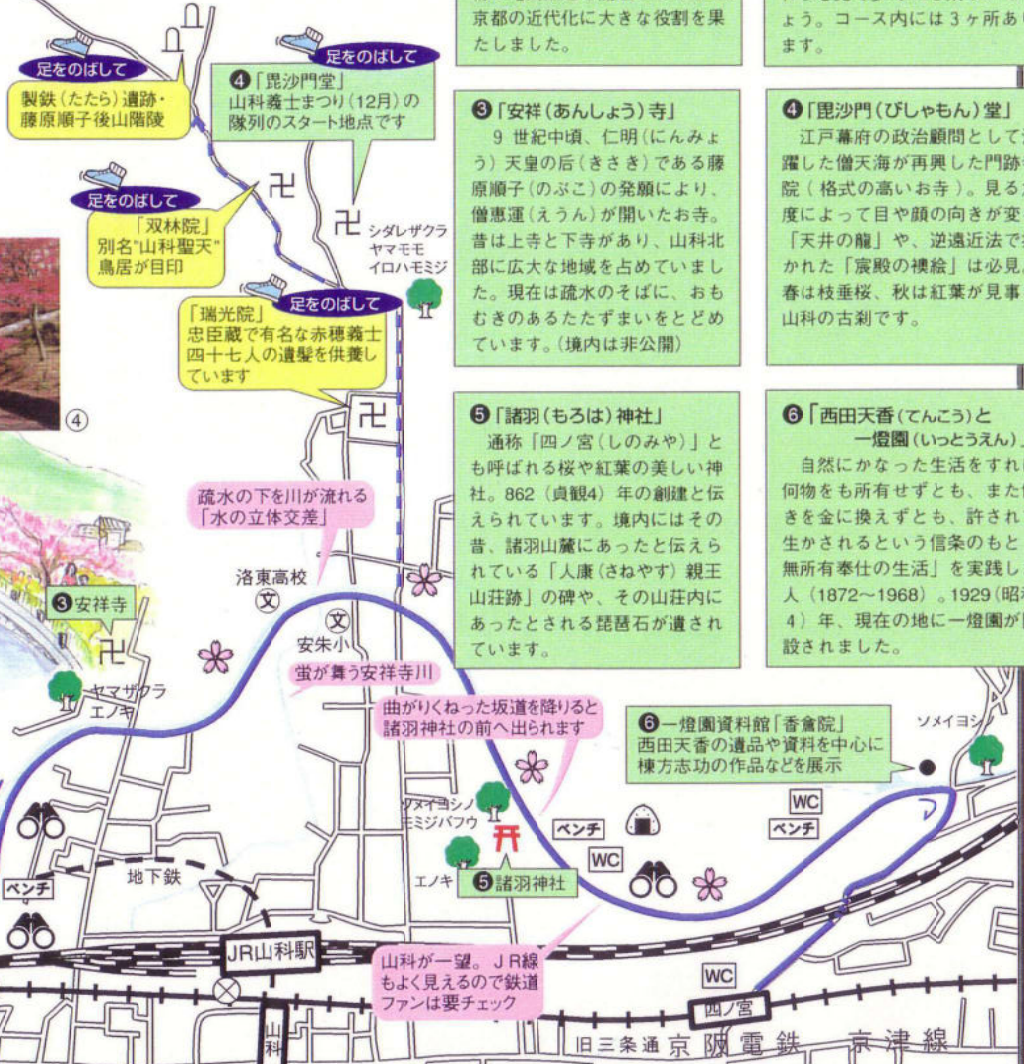 足をのばして
製鉄(たたら)遺跡・
藤原順子後山階陵
足をのばして
❹「毘沙門堂」
山科義士まつり(12月)の
隊列のスタート地点です
足をのばして
「双林院」
別名"山科聖天"
鳥居が目印
シダレザクラ
ヤマモモ
イロハモミジ
足をのばして
「瑞光院」
忠臣蔵で有名な赤穂義士
四十七人の遺髪を供養し
ています
④
京都の近代化に大きな役割を果
たしました。
ょう。コース内には3ヶ所あり
ます。
❸「安祥(あんしょう)寺」
9 世紀中頃、仁明(にんみょ
う)天皇の后(きさき)である藤
原順子(のぶこ)の発願により、
僧恵運(えうん)が開いたお寺。
昔は上寺と下寺があり、山科北
部に広大な地域を占めていまし
た。現在は疏水のそばに、おも
むきのあるたたずまいをとどめ
ています。(境内は非公開)
❹「毘沙門(びしゃもん)堂」
江戸幕府の政治顧問として
躍した僧天海が再興した門跡
院(格式の高いお寺)。見る
度によって目や顔の向きが変
「天井の龍」や、逆遠近法で
かれた「宸殿の襖絵」は必見
春は枝垂桜、秋は紅葉が見事
山科の古刹です。
❺「諸羽(もろは)神社」
通称「四ノ宮(しのみや)」と
も呼ばれる桜や紅葉の美しい神
社。862(貞観4)年の創建と伝
えられています。境内にはその
昔、諸羽山麓にあったと伝えら
れている「人康(さねやす)親王
山荘跡」の碑や、その山荘内に
あったとされる琵琶石が遺され
ています。
❻「西田天香(てんこう)と
一燈園(いっとうえん)」
自然にかなった生活をすれ
何物をも所有せずとも、また
きを金に換えずとも、許され
生かされるという信条のもと
無所有奉仕の生活」を実践し
人(1872~1968)。1929(昭和
4)年、現在の地に一燈園が
設されました。
疏水の下を川が流れる
「水の立体交差」
洛東高校
文
文
安朱小
❸安祥寺
ヤマザクラ
エノキ
蛍が舞う安祥寺川
曲がりくねった坂道を降りると
諸羽神社の前へ出られます
❻一燈園資料館「香倉院」
西田天香の遺品や資料を中心に
棟方志功の作品などを展示
ソメイヨシノ
ソメイヨシノ
モミジバフウ
エノキ
❺諸羽神社
ベンチ
WC
WC
ベンチ
ベンチ
地下鉄
JR山科駅
山科
山科が一望。JR線
もよく見えるので鉄道
ファンは要チェック
WC
四ノ宮
旧三条通
京阪電鉄 京津線